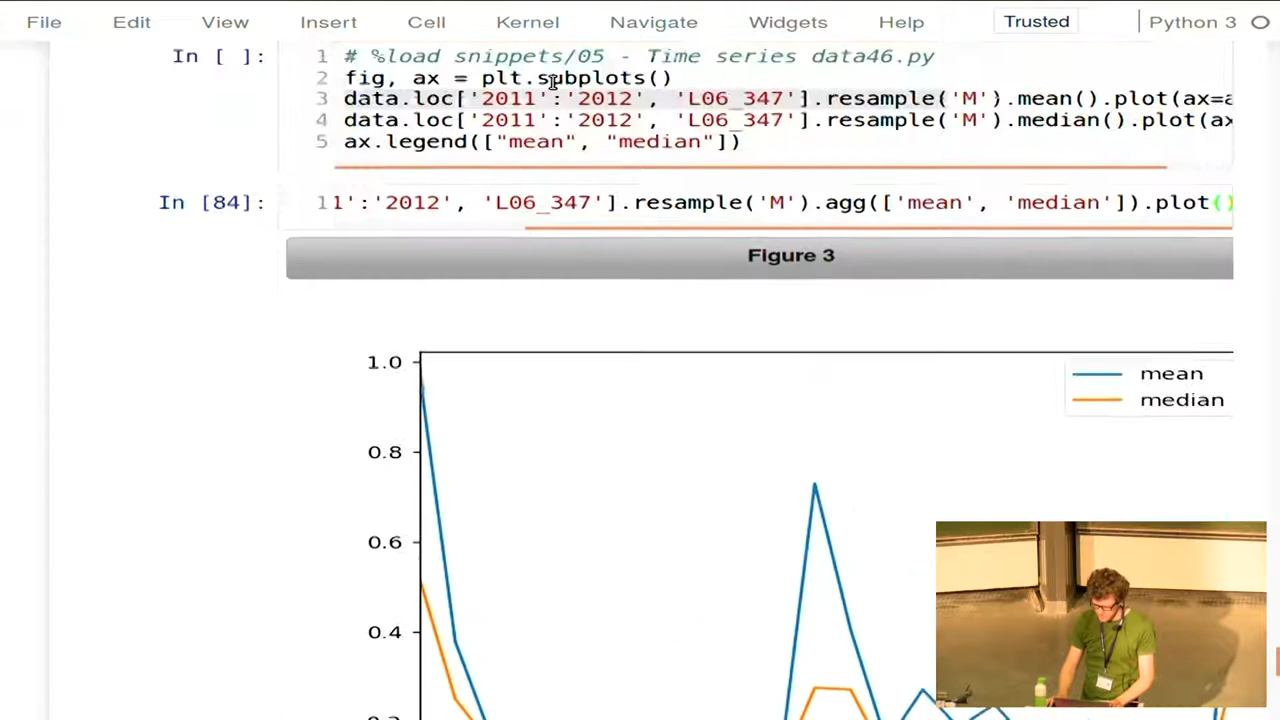 File Edit View Insert Cell Kernel Navigate Widgets Help Trusted Python 3
In [ ]:
1 # %load snippets/05 - Time series data46.py
2 fig, ax = plt.subplots()
3 data.loc['2011':'2012', 'L06_347'].resample('M').mean().plot(ax=a
4 data.loc['2011':'2012', 'L06_347'].resample('M').median().plot(ax
5 ax.legend(["mean", "median"])
In [84]:
1 1':'2012', 'L06_347'].resample('M').agg(['mean', 'median']).plot()
Figure 3
1.0
mean
median
0.8
0.6
0.4